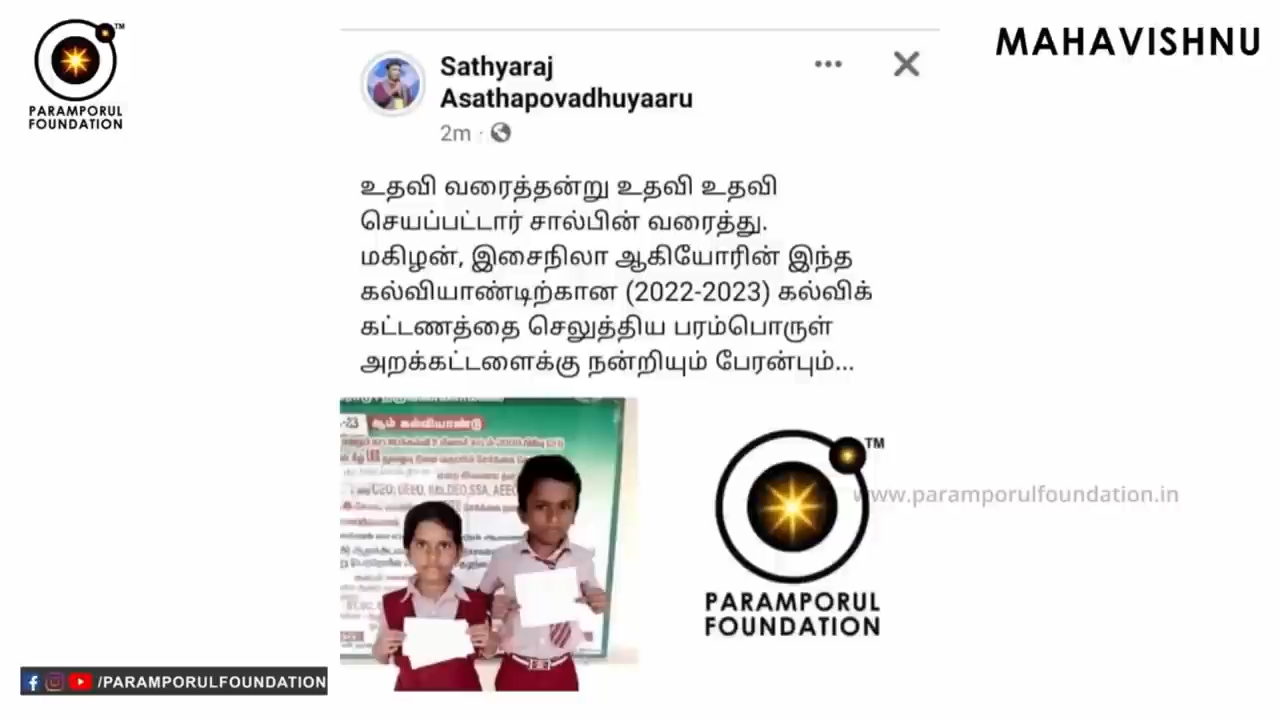 PARAMPORUL
FOUNDATION
TM
MAHAVISHNU
Sathyaraj
Asathapovadhuyaaru
2m ·
உதவி வரைத்தன்று உதவி உதவி
செயப்பட்டார் சால்பின் வரைத்து.
மகிழன், இசைநிலா ஆகியோரின் இந்த
கல்வியாண்டிற்கான (2022-2023) கல்விக்
கட்டணத்தை செலுத்திய பரம்பொருள்
அறக்கட்டளைக்கு நன்றியும் பேரன்பும்...
ஆம் கல்வியாண்டு
TM
www.paramporulfoundation.in
PARAMPORUL
FOUNDATION
/PARAMPORULFOUNDATION